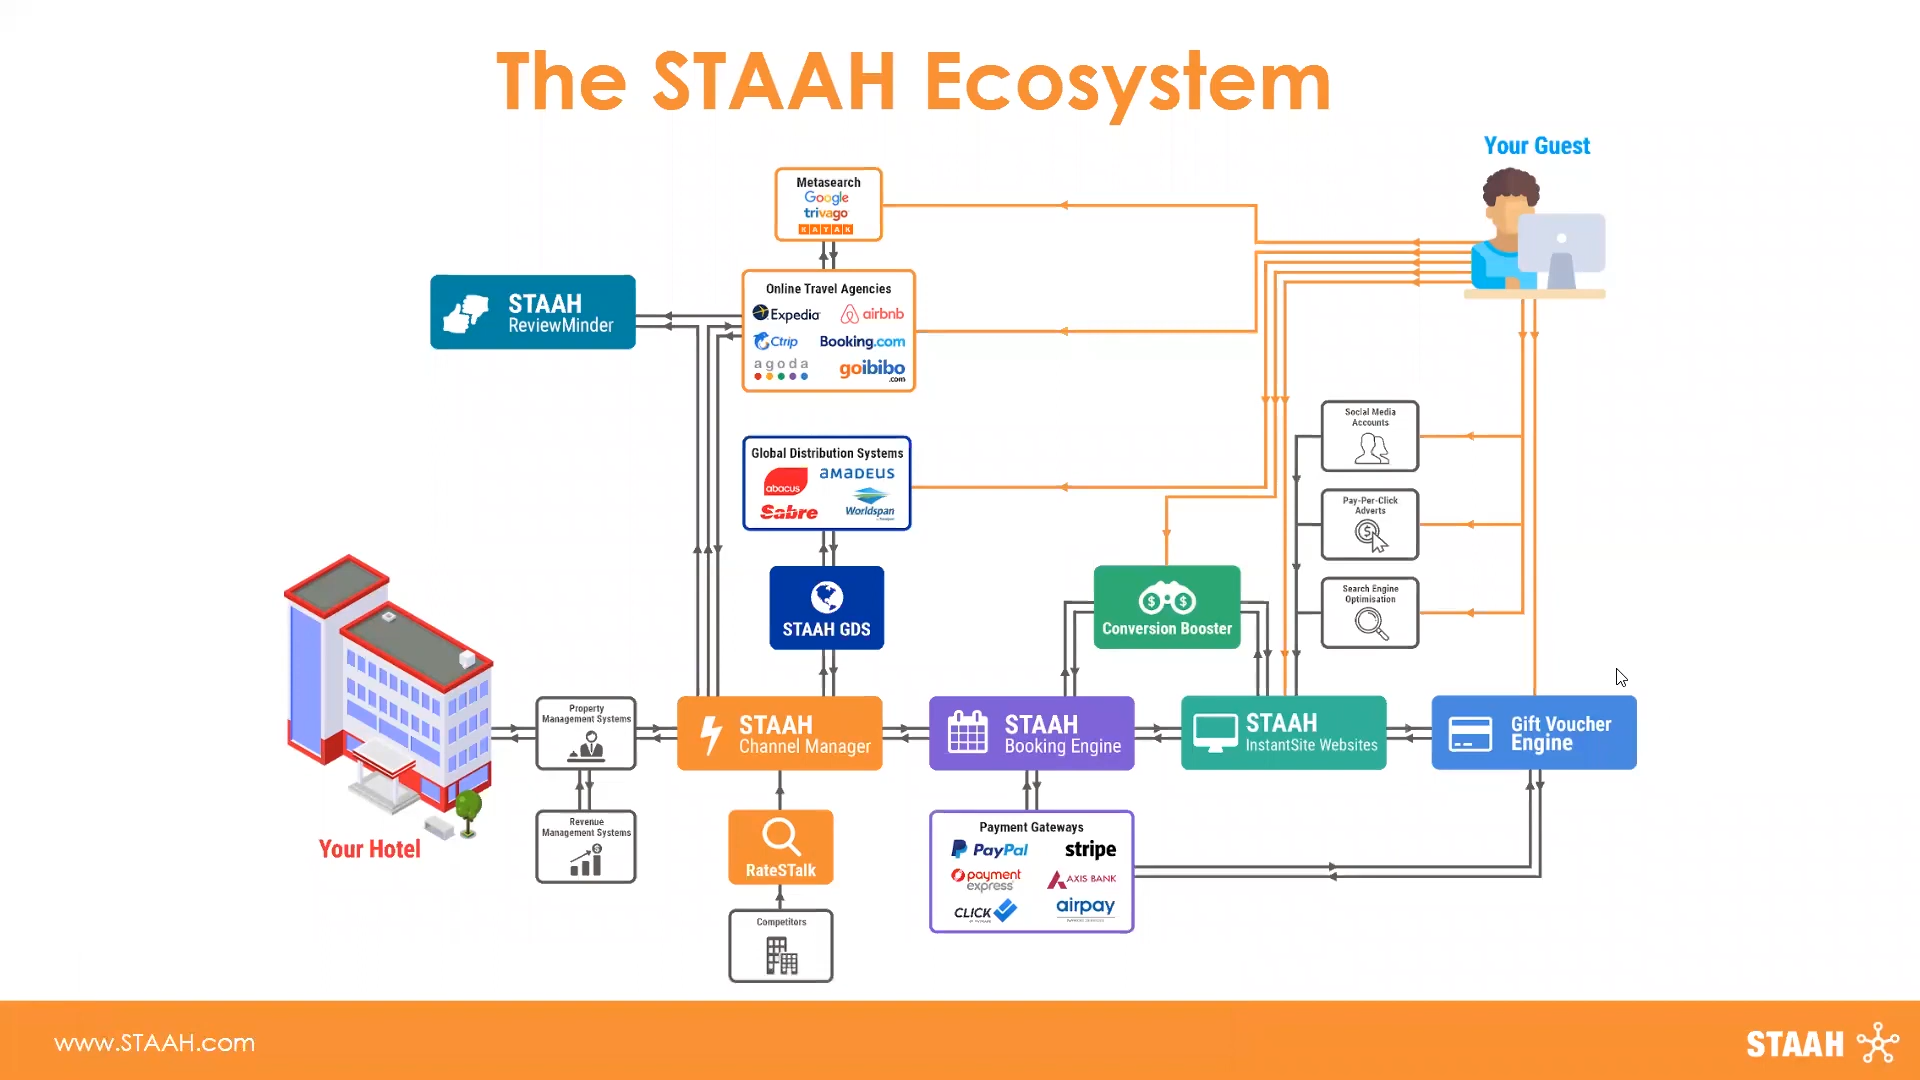 The STAAH Ecosystem
Your Guest
Metasearch
Google
trivago
KAYAK
Online Travel Agencies
Expedia
airbnb
Ctrip
Booking.com
agoda
goibibo
.com
STAAH
ReviewMinder
Global Distribution Systems
abacus
AMADEUS
Sabre
Worldspan
Social Media
Accounts
Pay-Per-Click
Adverts
Search Engine
Optimisation
STAAH GDS
Conversion Booster
Your Hotel
Property
Management Systems
STAAH
Channel Manager
STAAH
Booking Engine
STAAH
InstantSite Websites
Gift Voucher
Engine
Revenue
Management Systems
RateSTalk
Competitors
Payment Gateways
PayPal
stripe
payment
express
AXIS BANK
CLICK
airpay
www.STAAH.com
STAAH